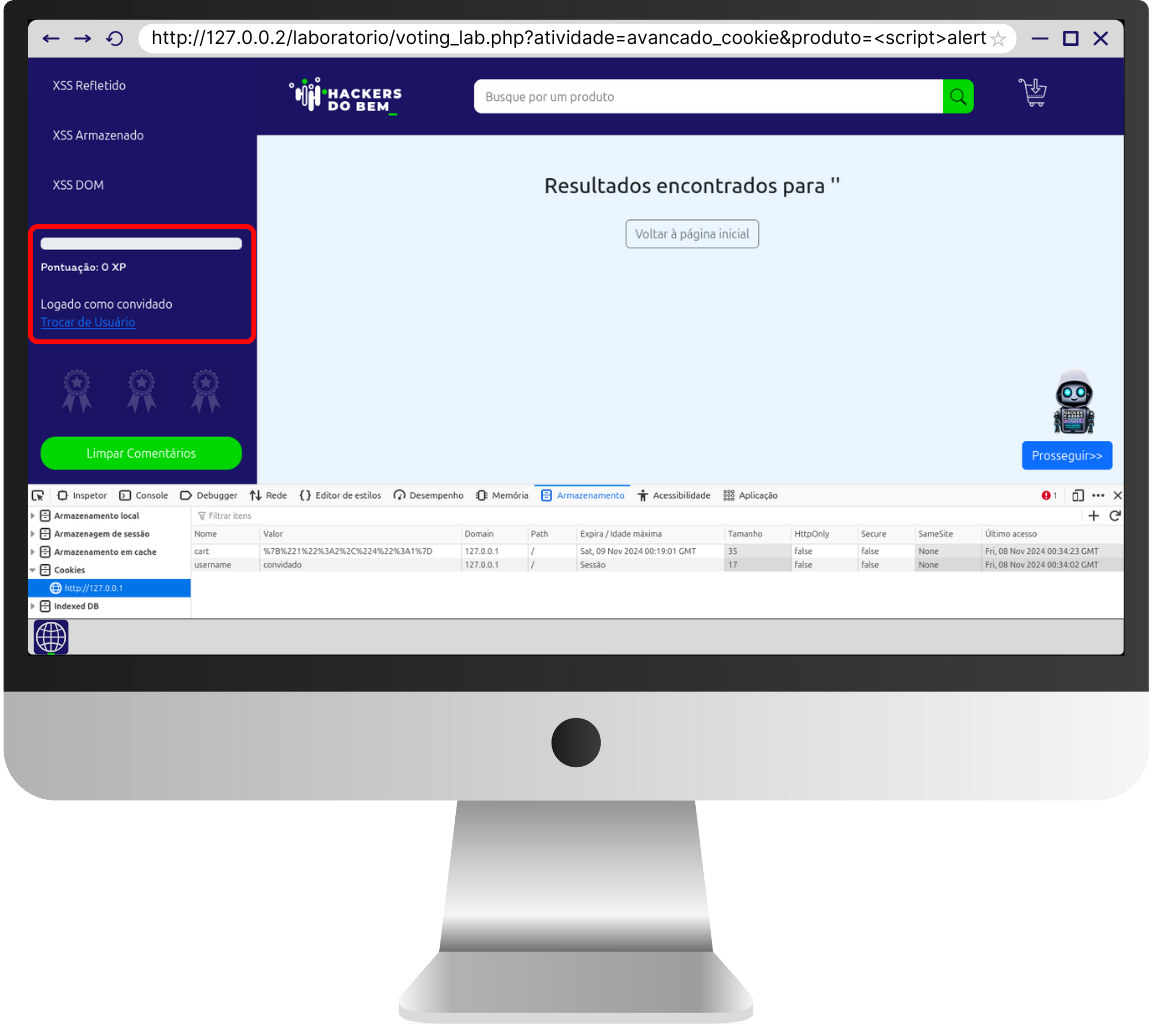 http://127.0.0.2/laboratorio/voting_lab.php?atividade=avancado_cookie&produto=<script>alert
XSS Refletido
XSS Armazenado
XSS DOM
Pontuação: 0 XP
Logado como convidado
Trocar de Usuário
Limpar Comentários
HACKERS
DO BEM_
Busque por um produto
Resultados encontrados para ''
Voltar à página inicial
Prosseguir>>
Inspetor Console Debugger Rede {} Editor de estilos Desempenho Memória Armazenamento Acessibilidade Aplicação 1
Armazenamento local
Armazenagem de sessão
Armazenamento em cache
Cookies
http://127.0.0.1
Indexed DB
Filtrar itens
Nome Valor Domain Path Expira / Idade máxima Tamanho HttpOnly Secure SameSite Último acesso
cart %7B%221%22%3A2%2C%224%22%3A1%7D 127.0.0.1 / Sat, 09 Nov 2024 00:19:01 GMT 35 false false None Fri, 08 Nov 2024 00:34:23 GMT
username convidado 127.0.0.1 / Sessão 17 false false None Fri, 08 Nov 2024 00:34:02 GMT